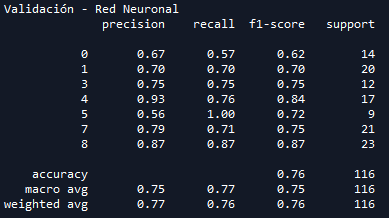 Validación - Red Neuronal
precision recall f1-score support
0 0.67 0.57 0.62 14
1 0.70 0.70 0.70 20
3 0.75 0.75 0.75 12
4 0.93 0.76 0.84 17
5 0.56 1.00 0.72 9
7 0.79 0.71 0.75 21
8 0.87 0.87 0.87 23
accuracy 0.76 116
macro avg 0.75 0.77 0.75 116
weighted avg 0.77 0.76 0.76 116